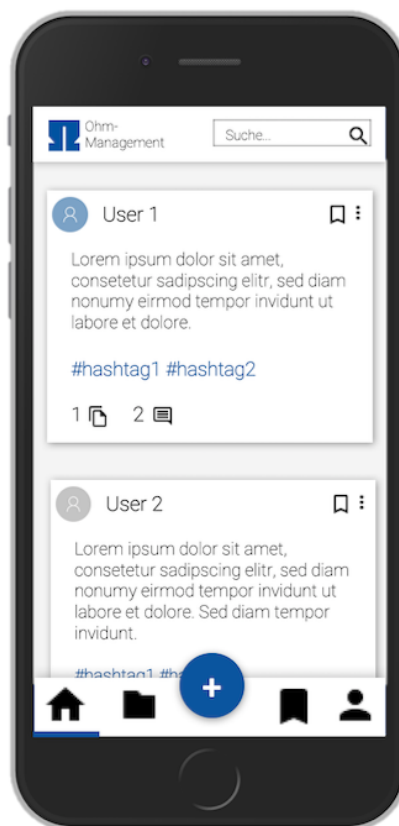 Ohm-
Management
Suche...
User 1
Lorem ipsum dolor sit amet,
consetetur sadipscing elitr, sed diam
nonumy eirmod tempor invidunt ut
labore et dolore.
#hashtag1 #hashtag2
1 2
User 2
Lorem ipsum dolor sit amet,
consetetur sadipscing elitr, sed diam
nonumy eirmod tempor invidunt ut
labore et dolore. Sed diam tempor
invidunt.
#hashtag1
+